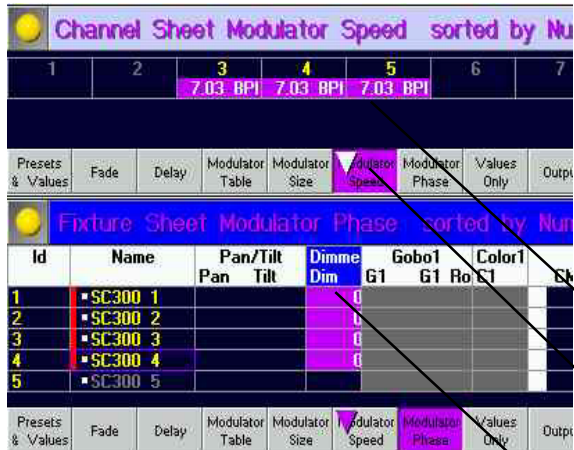 Channel Sheet Modulator Speed sorted by Nu
1 2 3 4 5 6 7
7.03 BPI 7.03 BPI 7.03 BPI
Presets & Values Fade Delay Modulator Table Modulator Size Modulator Speed Modulator Phase Values Only Outpu
Fixture Sheet Modulator Phase sorted by Num
Id Name Pan/Tilt Dimme Gobo1 Color1
Pan Tilt Dim G1 G1 Ro C1
1 SC300 1 0
2 SC300 2 0
3 SC300 3 0
4 SC300 4 0
5 SC300 5
Presets & Values Fade Delay Modulator Table Modulator Size Modulator Speed Modulator Phase Values Only Outpu